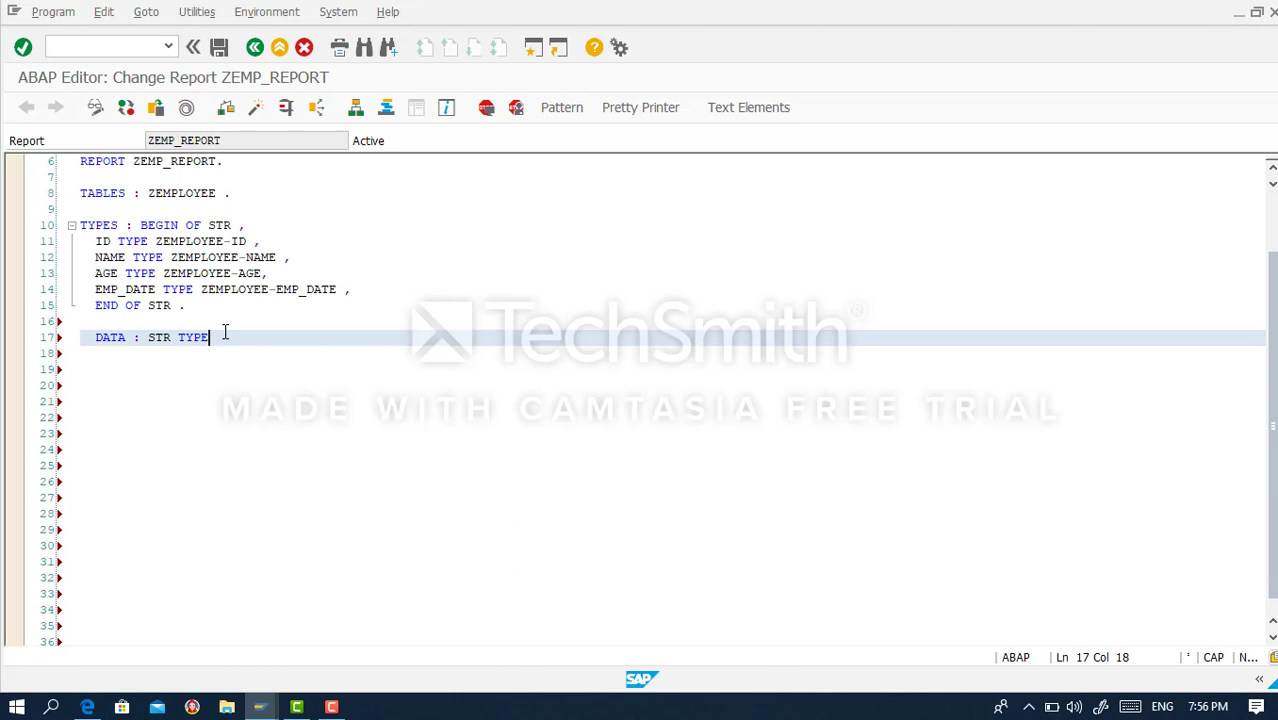 Program Edit Goto Utilities Environment System Help
ABAP Editor: Change Report ZEMP_REPORT
Pattern Pretty Printer Text Elements
Report ZEMP_REPORT Active
6 REPORT ZEMP_REPORT.
7
8 TABLES : ZEMPLOYEE .
9
10 TYPES : BEGIN OF STR ,
11 ID TYPE ZEMPLOYEE-ID ,
12 NAME TYPE ZEMPLOYEE-NAME ,
13 AGE TYPE ZEMPLOYEE-AGE,
14 EMP_DATE TYPE ZEMPLOYEE-EMP_DATE ,
15 END OF STR .
16
17 DATA : STR TYPE
18
19
20
21
22
23
24
25
26
27
28
29
30
31
32
33
34
35
36
TechSmith
MADE WITH CAMTASIA FREE TRIAL
ABAP Ln 17 Col 18 CAP N...
SAP
ENG 7:56 PM